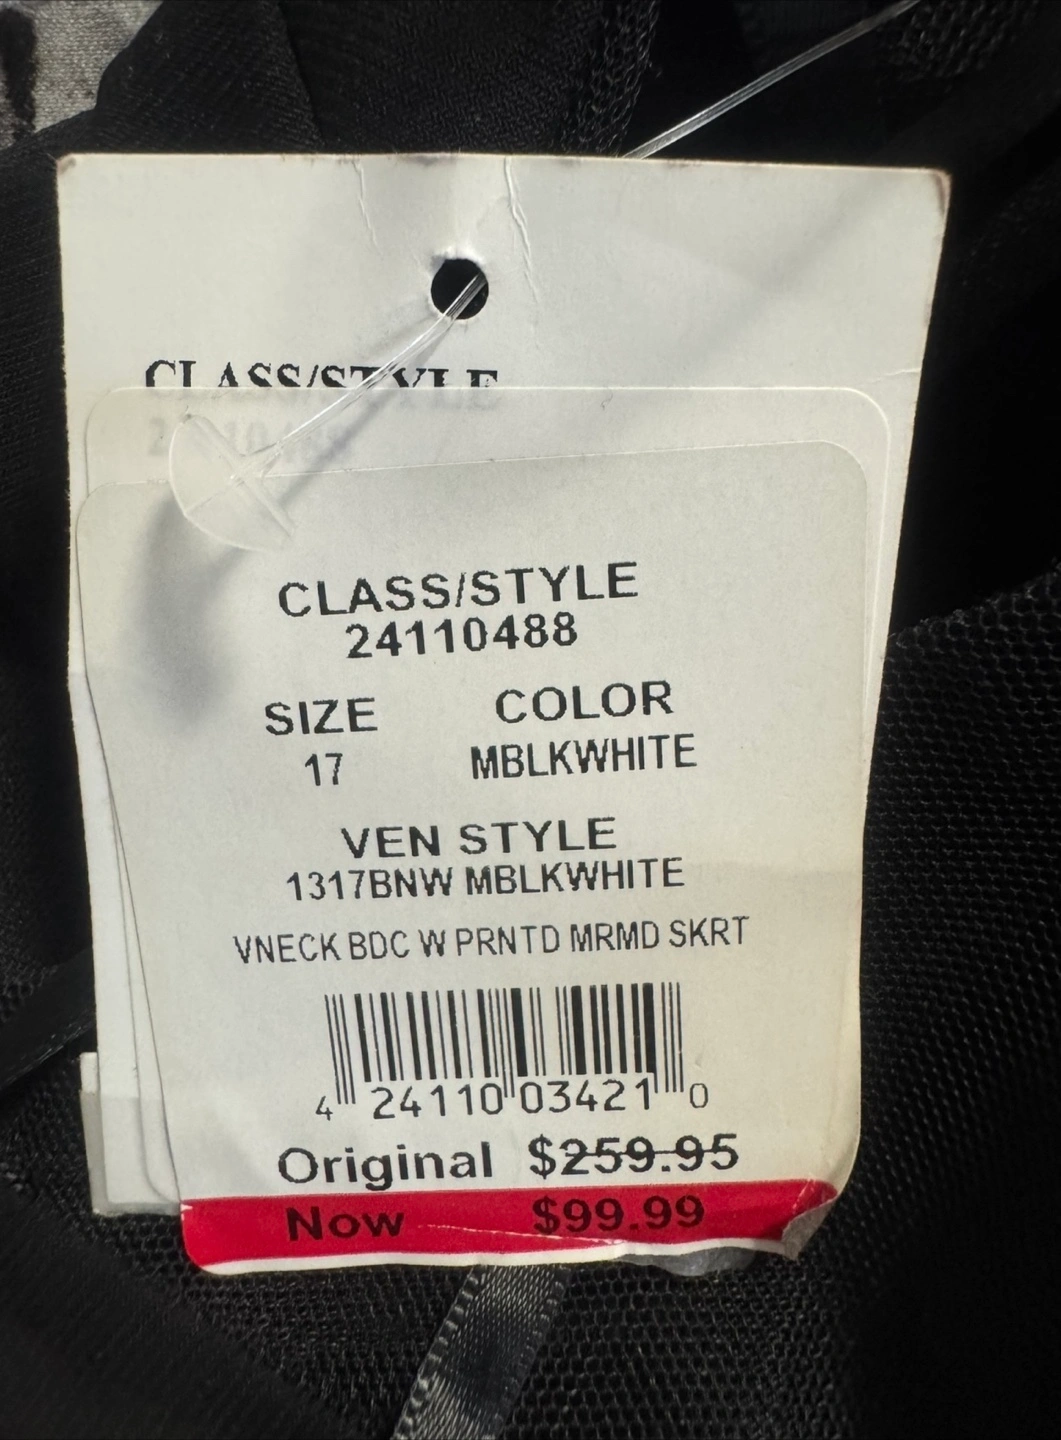 CLASS/STYLE
24110488
CLASS/STYLE
24110488
SIZE COLOR
17 MBLKWHITE
VEN STYLE
1317BNW MBLKWHITE
VNECK BDC W PRNTD MRMD SKRT
4 24110 03421 0
Original $259.95
Now $99.99